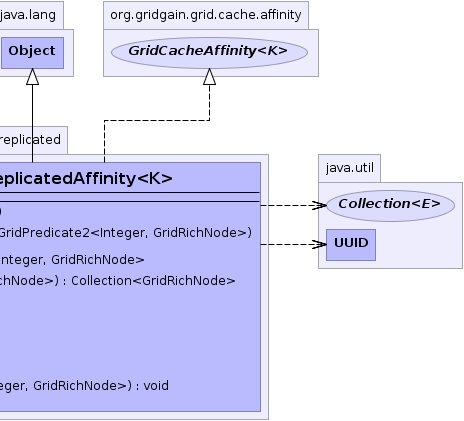 java.lang
org.gridgain.grid.cache.affinity
Object
GridCacheAffinity<K>
replicated
java.util
eplicatedAffinity<K>
Collection<E>
)
GridPredicate2<Integer, GridRichNode>)
UUID
nteger, GridRichNode>
chNode>) : Collection<GridRichNode>
eger, GridRichNode>) : void